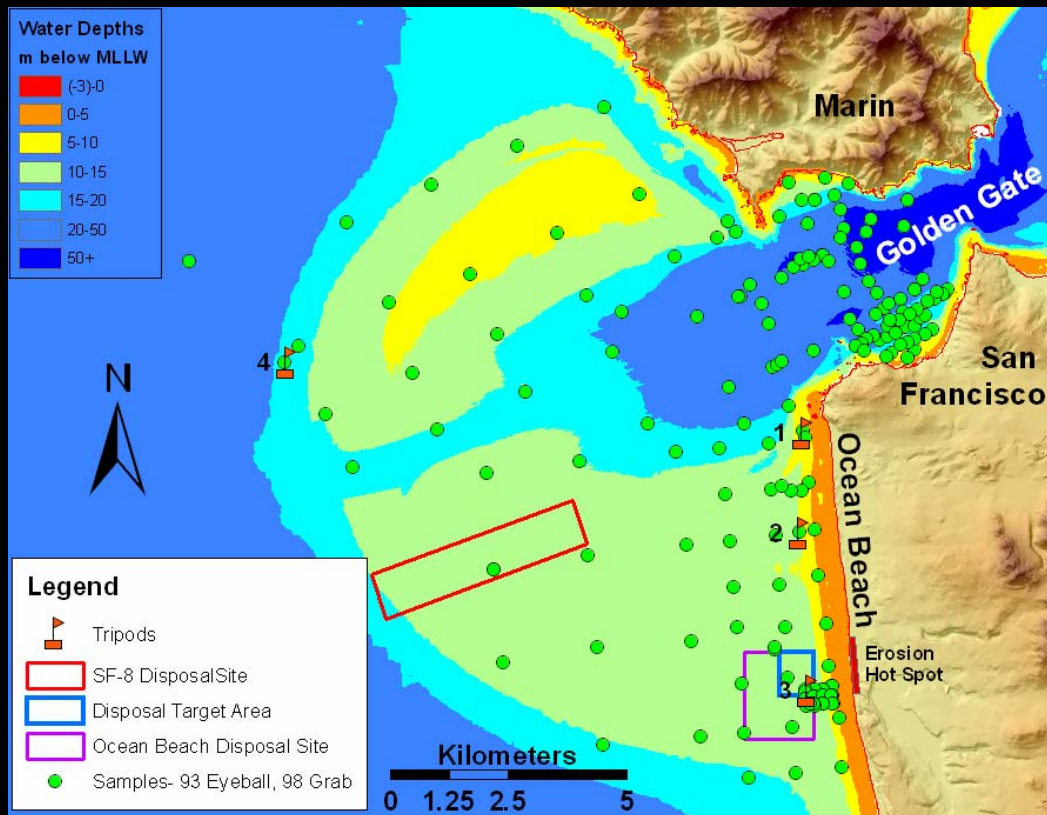 Water Depths
m below MLLW
(-3)-0
0-5
5-10
10-15
15-20
20-50
50+
Marin
Golden Gate
4
N
San
Francisco
1
Ocean Beach
2
Erosion
Hot Spot
3
Legend
Tripods
SF-8 DisposalSite
Disposal Target Area
Ocean Beach Disposal Site
Samples- 93 Eyeball, 98 Grab
Kilometers
0 1.25 2.5 5